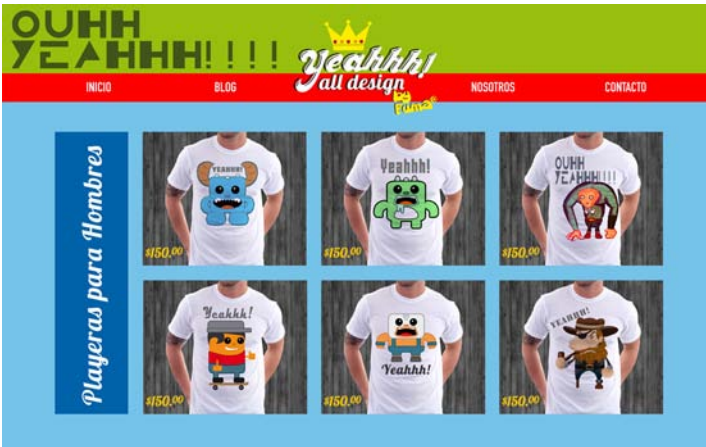 OUHH
YEAHHH!!!!
Yeahhh!
all design
by
Fuma
INICIO
BLOG
NOSOTROS
CONTACTO
Playeras para Hombres
YEAHHH!
$150.00
Yeahhh!
$150.00
OUHH
YEAHHH!!!!
$150.00
Yeahhh!
$150.00
Yeahhh!
$150.00
YEAHHH!
$150.00